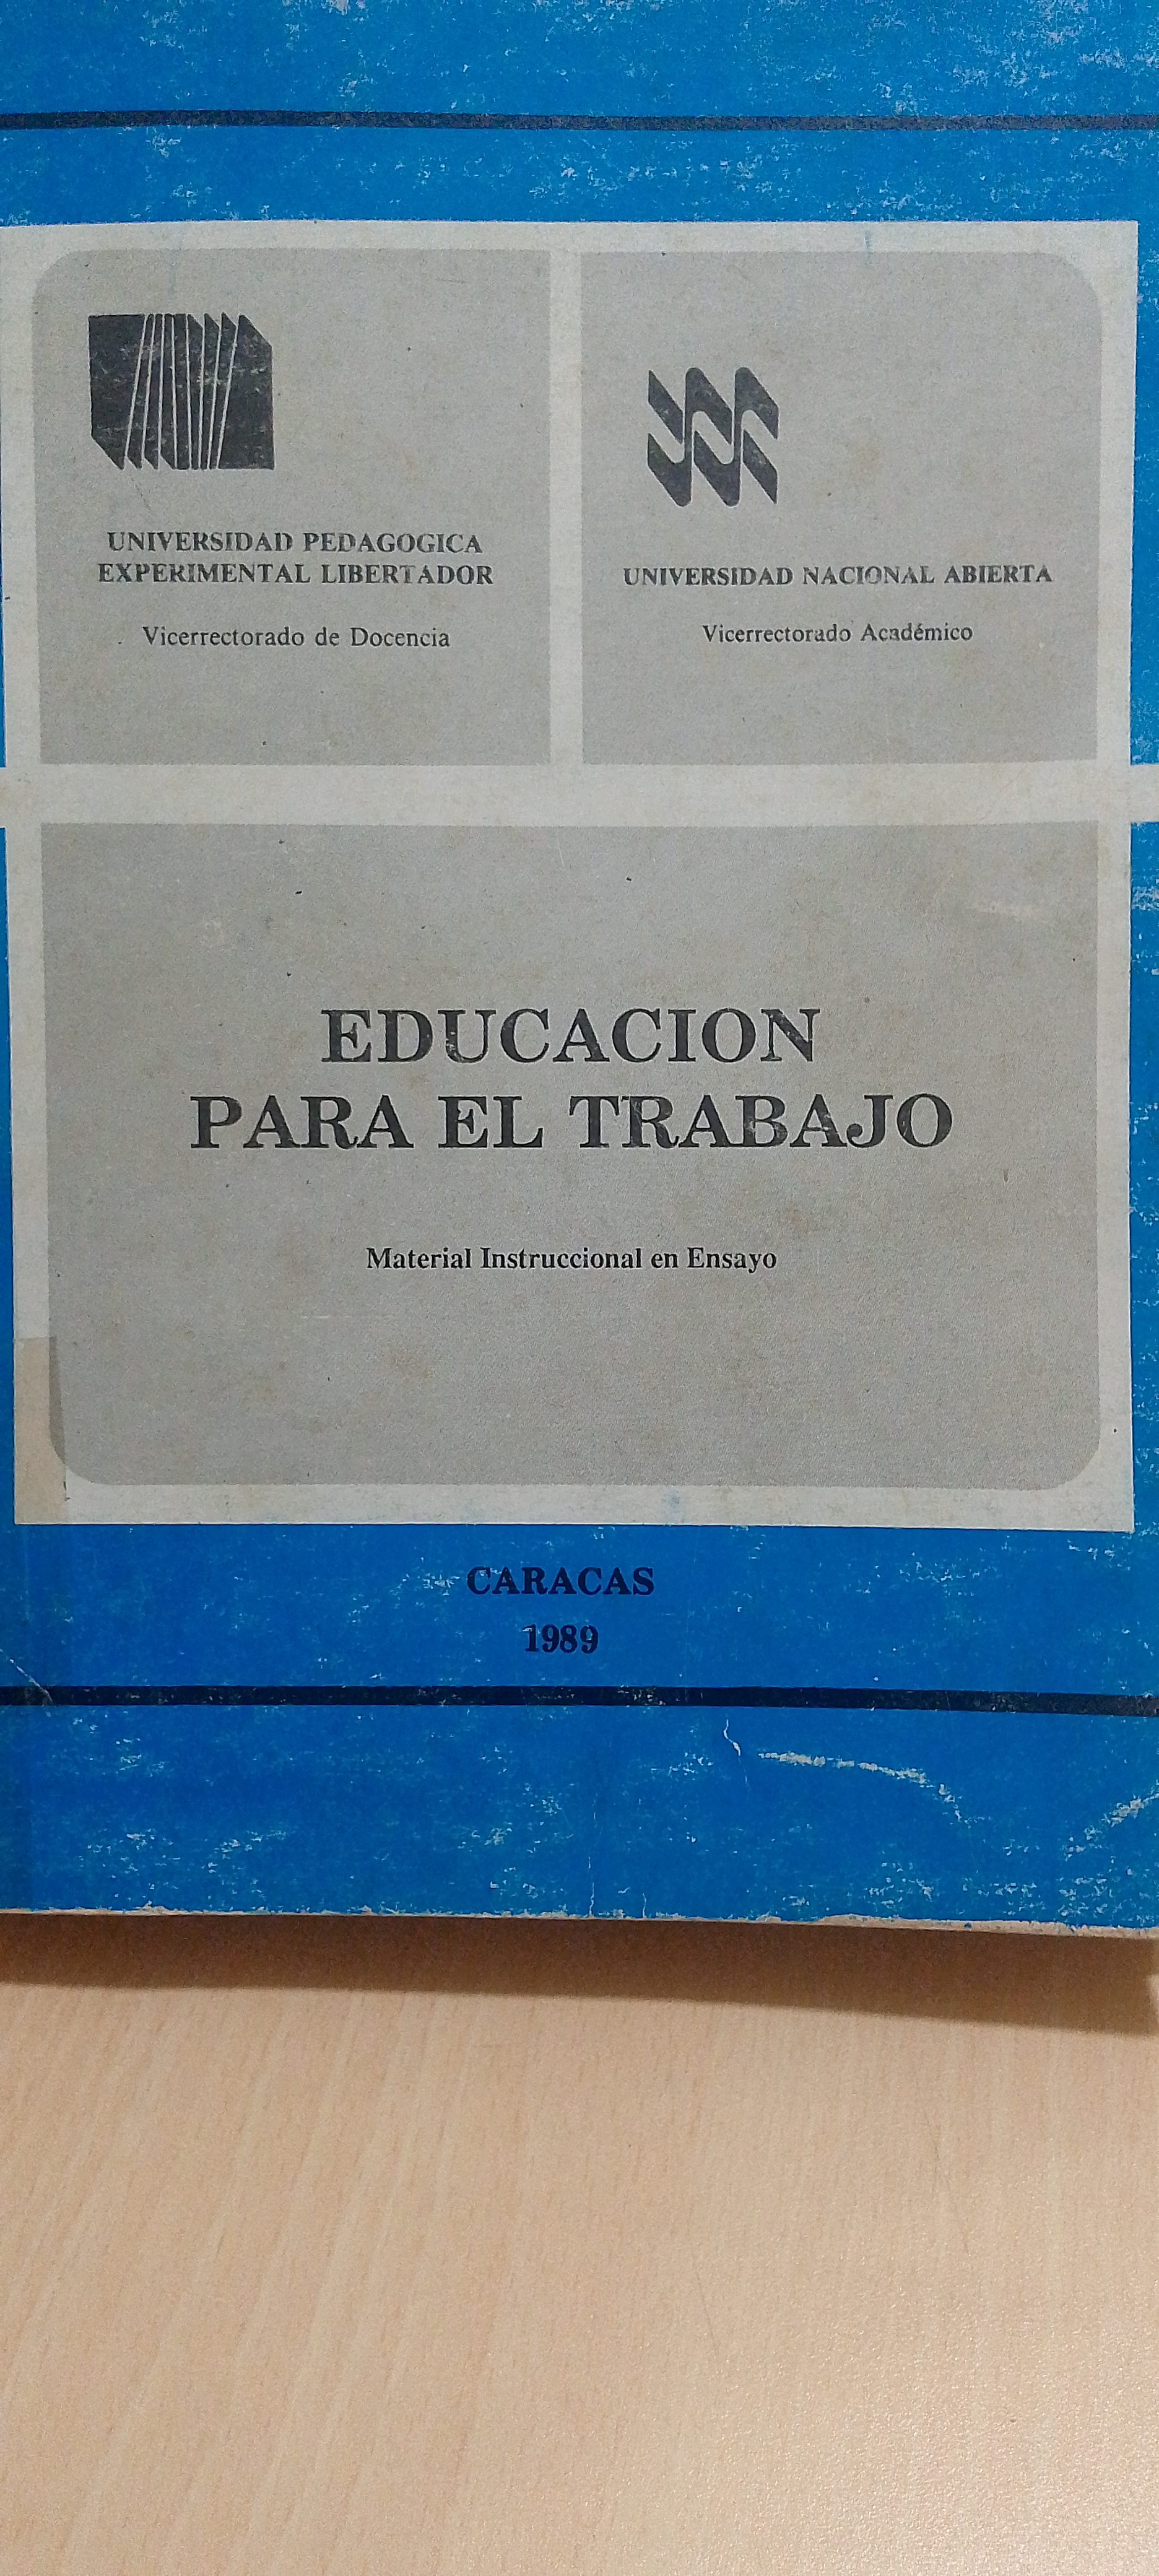 UNIVERSIDAD PEDAGOGICA
EXPERIMENTAL LIBERTADOR
Vicerrectorado de Docencia
UNIVERSIDAD NACIONAL ABIERTA
Vicerrectorado Académico
EDUCACION
PARA EL TRABAJO
Material Instruccional en Ensayo
CARACAS
1989